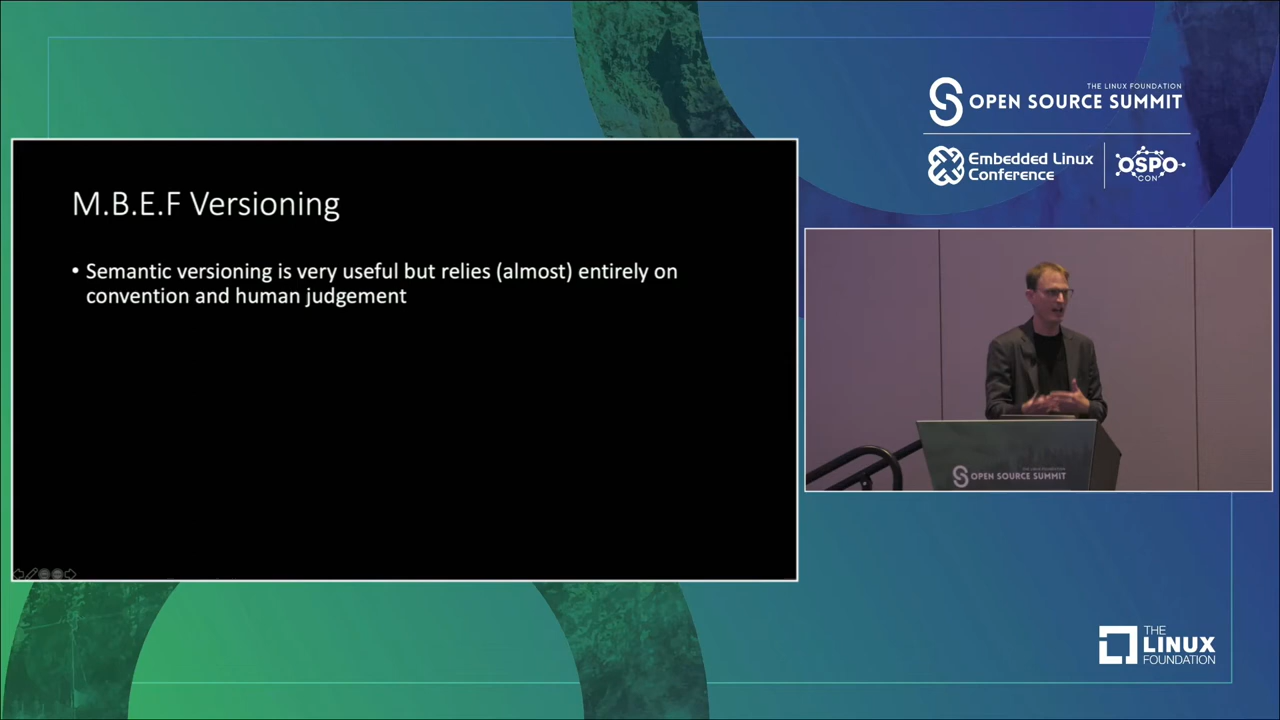 THE LINUX FOUNDATION
OPEN SOURCE SUMMIT
Embedded Linux
Conference
OSPO
CON
M.B.E.F Versioning
• Semantic versioning is very useful but relies (almost) entirely on
convention and human judgement
OPEN SOURCE SUMMIT
THE
LINUX
FOUNDATION